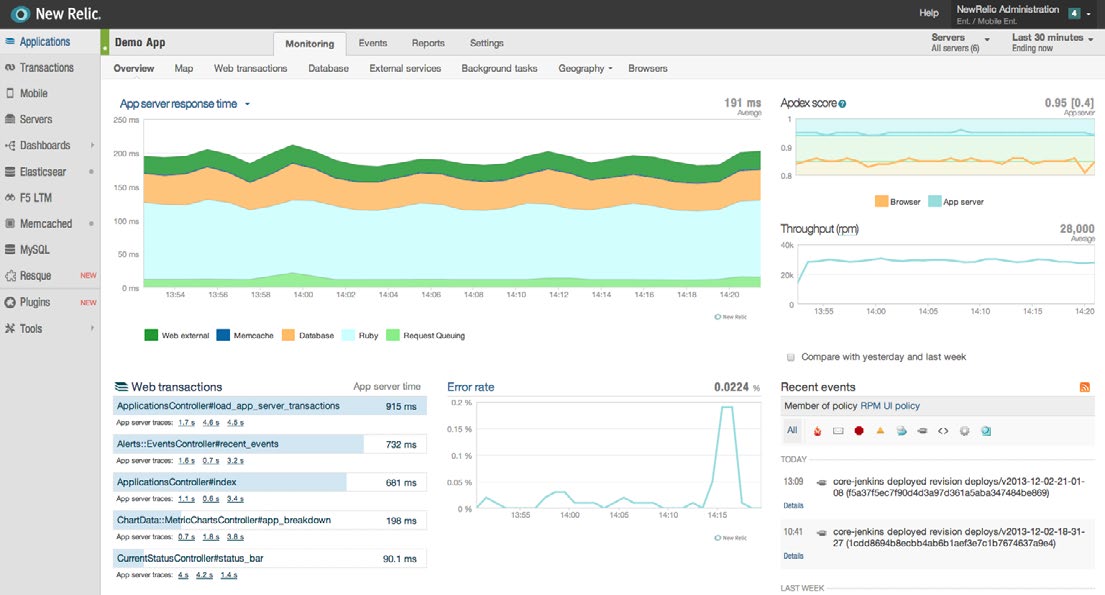 New Relic.
Help
NewRelic Administration
Ent. / Mobile Ent.
4
Applications
Transactions
Mobile
Servers
Dashboards
Elasticsear
F5 LTM
Memcached
MySQL
Resque NEW
Plugins NEW
Tools
Demo App
Monitoring Events Reports Settings
Servers
All servers (6)
Last 30 minutes
Ending now
Overview Map Web transactions Database External services Background tasks Geography Browsers
App server response time
191 ms
Average
250 ms
200 ms
150 ms
100 ms
50 ms
0 ms
13:54 13:56 13:58 14:00 14:02 14:04 14:06 14:08 14:10 14:12 14:14 14:16 14:18 14:20
New Relic
Web external Memcache Database Ruby Request Queuing
Apdex score ?
0.95 [0.4]
App server
1
0.9
0.8
Browser App server
Throughput (rpm)
28,000
Average
40k
20k
0
13:55 14:00 14:05 14:10 14:15 14:20
Compare with yesterday and last week
Web transactions App server time
ApplicationsController#load_app_server_transactions 915 ms
App server traces: 1.7 s 4.6 s 4.5 s
Alerts::EventsController#recent_events 732 ms
App server traces: 1.6 s 0.7 s 3.2 s
ApplicationsController#index 681 ms
App server traces: 1.1 s 0.6 s 3.4 s
ChartData::MetricChartsController#app_breakdown 198 ms
App server traces: 0.7 s 1.8 s 3.8 s
CurrentStatusController#status_bar 90.1 ms
App server traces: 4 s 4.2 s 1.4 s
Error rate
0.0224 %
0.2 %
0.15 %
0.1 %
0.05 %
0 %
13:55 14:00 14:05 14:10 14:15
New Relic
Recent events
Member of policy RPM UI policy
All
TODAY
13:09 core-jenkins deployed revision deploys/v2013-12-02-21-01-
08 (f5a37f5ec7f90d4d3a97d361a5aba347484be869)
Details
10:41 core-jenkins deployed revision deploys/v2013-12-02-18-31-
27 (1cdd8694b8ecbb4ab6b1aef3e7c1b7674637a9e4)
Details
LAST WEEK